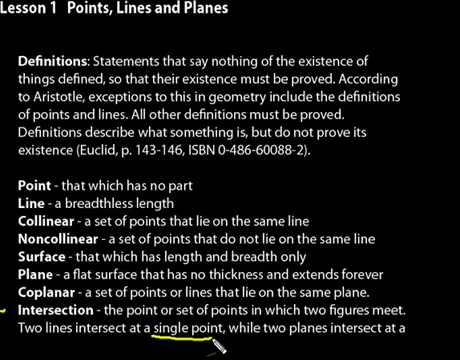 Lesson 1 Points, Lines and Planes
Definitions: Statements that say nothing of the existence of
things defined, so that their existence must be proved. According
to Aristotle, exceptions to this in geometry include the definitions
of points and lines. All other definitions must be proved.
Definitions describe what something is, but do not prove its
existence (Euclid, p. 143-146, ISBN 0-486-60088-2).
Point - that which has no part
Line - a breadthless length
Collinear - a set of points that lie on the same line
Noncollinear - a set of points that do not lie on the same line
Surface - that which has length and breadth only
Plane - a flat surface that has no thickness and extends forever
Coplanar - a set of points or lines that lie on the same plane.
Intersection - the point or set of points in which two figures meet.
Two lines intersect at a single point, while two planes intersect at a